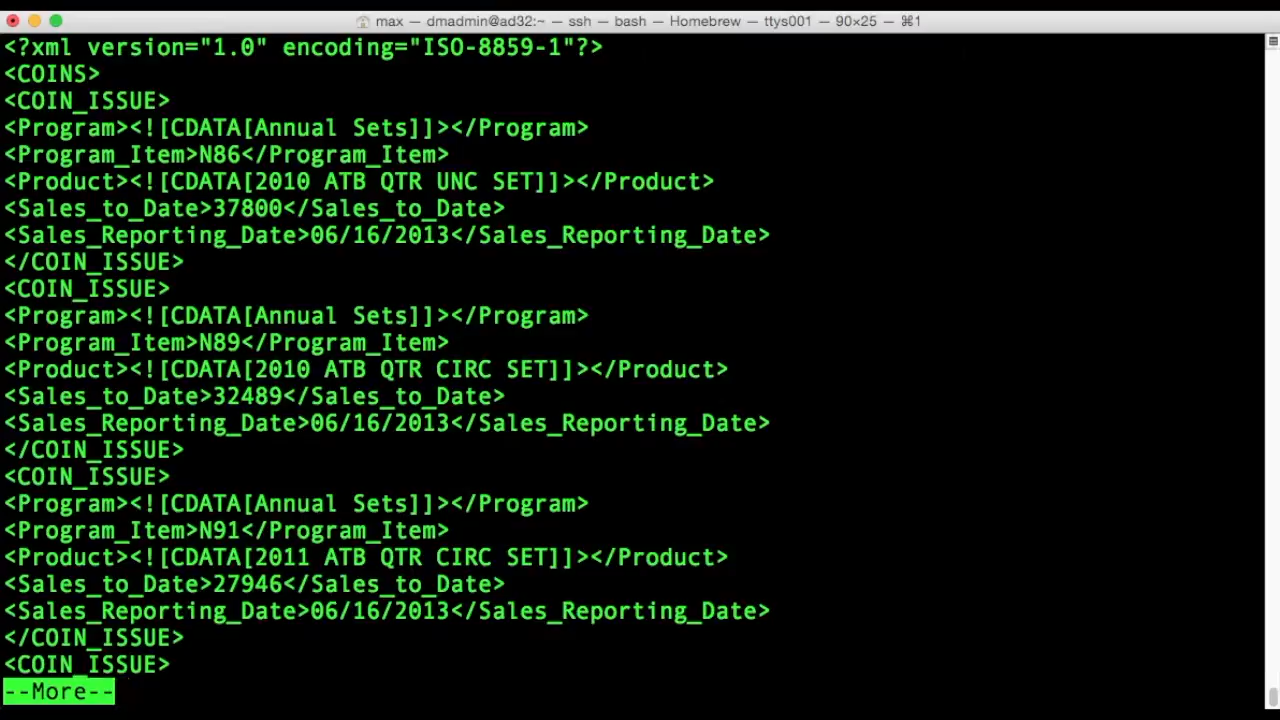 max — dmadmin@ad32:~ — ssh — bash — Homebrew — ttys001 — 90×25 — ⌘1
<?xml version="1.0" encoding="ISO-8859-1"?>
<COINS>
<COIN_ISSUE>
<Program><![CDATA[Annual Sets]]></Program>
<Program_Item>N86</Program_Item>
<Product><![CDATA[2010 ATB QTR UNC SET]]></Product>
<Sales_to_Date>37800</Sales_to_Date>
<Sales_Reporting_Date>06/16/2013</Sales_Reporting_Date>
</COIN_ISSUE>
<COIN_ISSUE>
<Program><![CDATA[Annual Sets]]></Program>
<Program_Item>N89</Program_Item>
<Product><![CDATA[2010 ATB QTR CIRC SET]]></Product>
<Sales_to_Date>32489</Sales_to_Date>
<Sales_Reporting_Date>06/16/2013</Sales_Reporting_Date>
</COIN_ISSUE>
<COIN_ISSUE>
<Program><![CDATA[Annual Sets]]></Program>
<Program_Item>N91</Program_Item>
<Product><![CDATA[2011 ATB QTR CIRC SET]]></Product>
<Sales_to_Date>27946</Sales_to_Date>
<Sales_Reporting_Date>06/16/2013</Sales_Reporting_Date>
</COIN_ISSUE>
<COIN_ISSUE>
--More--